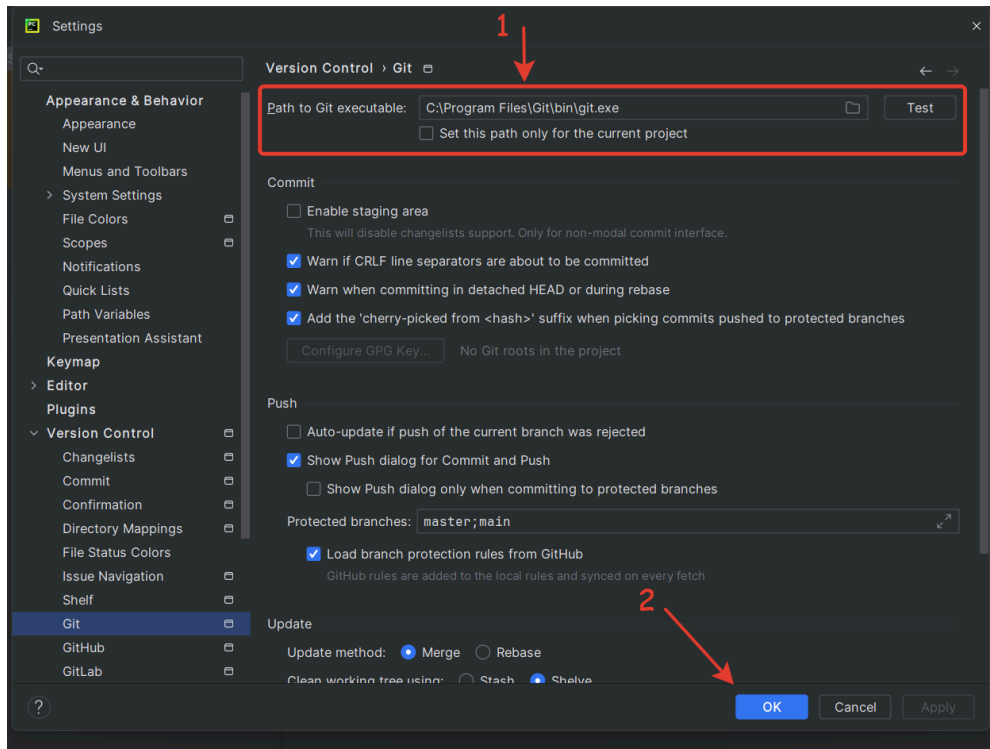 PC
Settings
1
Version Control › Git
Appearance & Behavior
Appearance
New UI
Menus and Toolbars
System Settings
File Colors
Scopes
Notifications
Quick Lists
Path Variables
Presentation Assistant
Keymap
Editor
Plugins
Version Control
Changelists
Commit
Confirmation
Directory Mappings
File Status Colors
Issue Navigation
Shelf
Git
GitHub
GitLab
Path to Git executable: C:\Program Files\Git\bin\git.exe Test
Set this path only for the current project
Commit
Enable staging area
This will disable changelists support. Only for non-modal commit interface.
Warn if CRLF line separators are about to be committed
Warn when committing in detached HEAD or during rebase
Add the 'cherry-picked from <hash>' suffix when picking commits pushed to protected branches
Configure GPG Key... No Git roots in the project
Push
Auto-update if push of the current branch was rejected
Show Push dialog for Commit and Push
Show Push dialog only when committing to protected branches
Protected branches: master;main
Load branch protection rules from GitHub
GitHub rules are added to the local rules and synced on every fetch
2
Update
Update method: Merge Rebase
Clean working tree using: Stash Shelve
? OK Cancel Apply